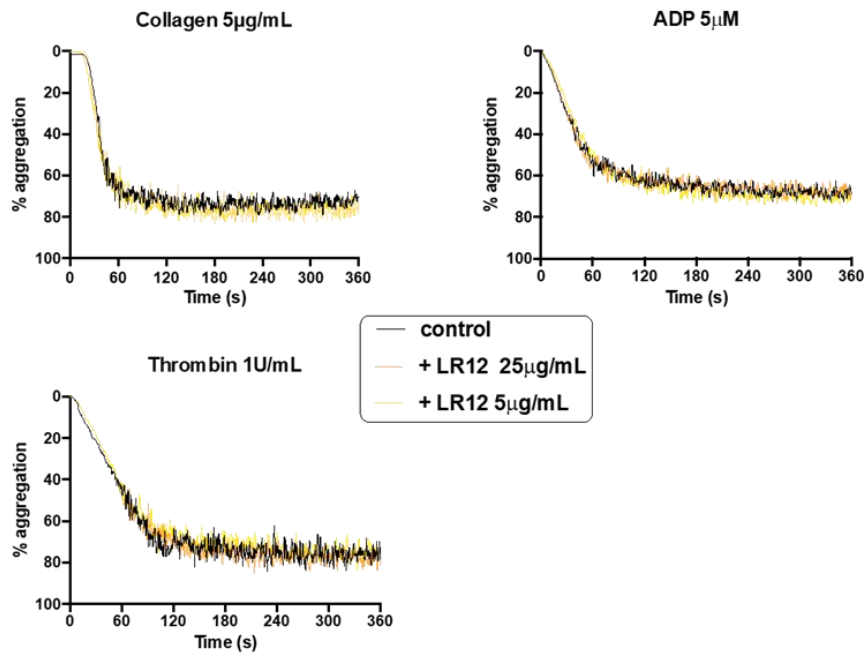 Collagen 5µg/mL
0
20
40
60
80
100
% aggregation
0 60 120 180 240 300 360
Time (s)
ADP 5µM
0
20
40
60
80
100
% aggregation
0 60 120 180 240 300 360
Time (s)
control
+ LR12 25µg/mL
+ LR12 5µg/mL
Thrombin 1U/mL
0
20
40
60
80
100
% aggregation
0 60 120 180 240 300 360
Time (s)